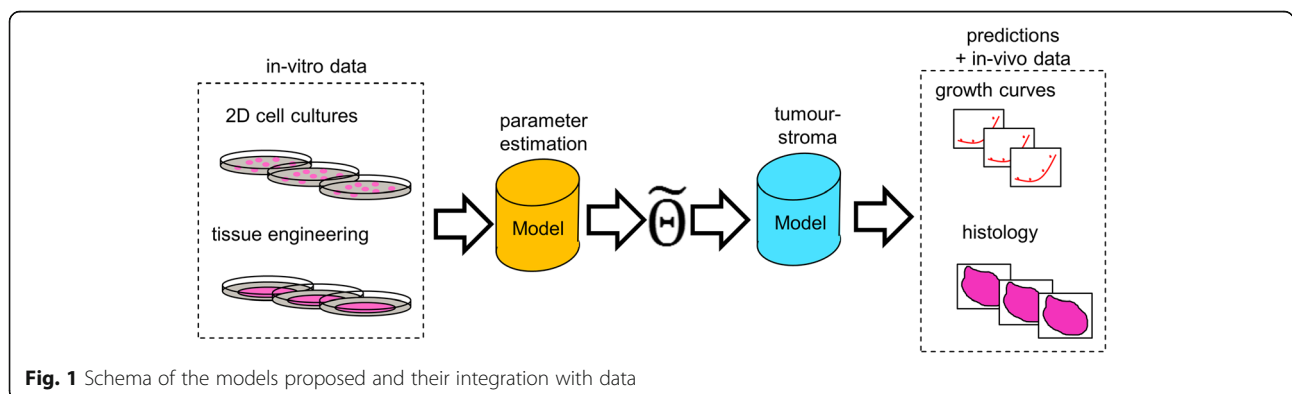 in-vitro data
2D cell cultures
tissue engineering
parameter
estimation
Model
Θ̃
tumour-
stroma
Model
predictions
+ in-vivo data
growth curves
histology
Fig. 1 Schema of the models proposed and their integration with data